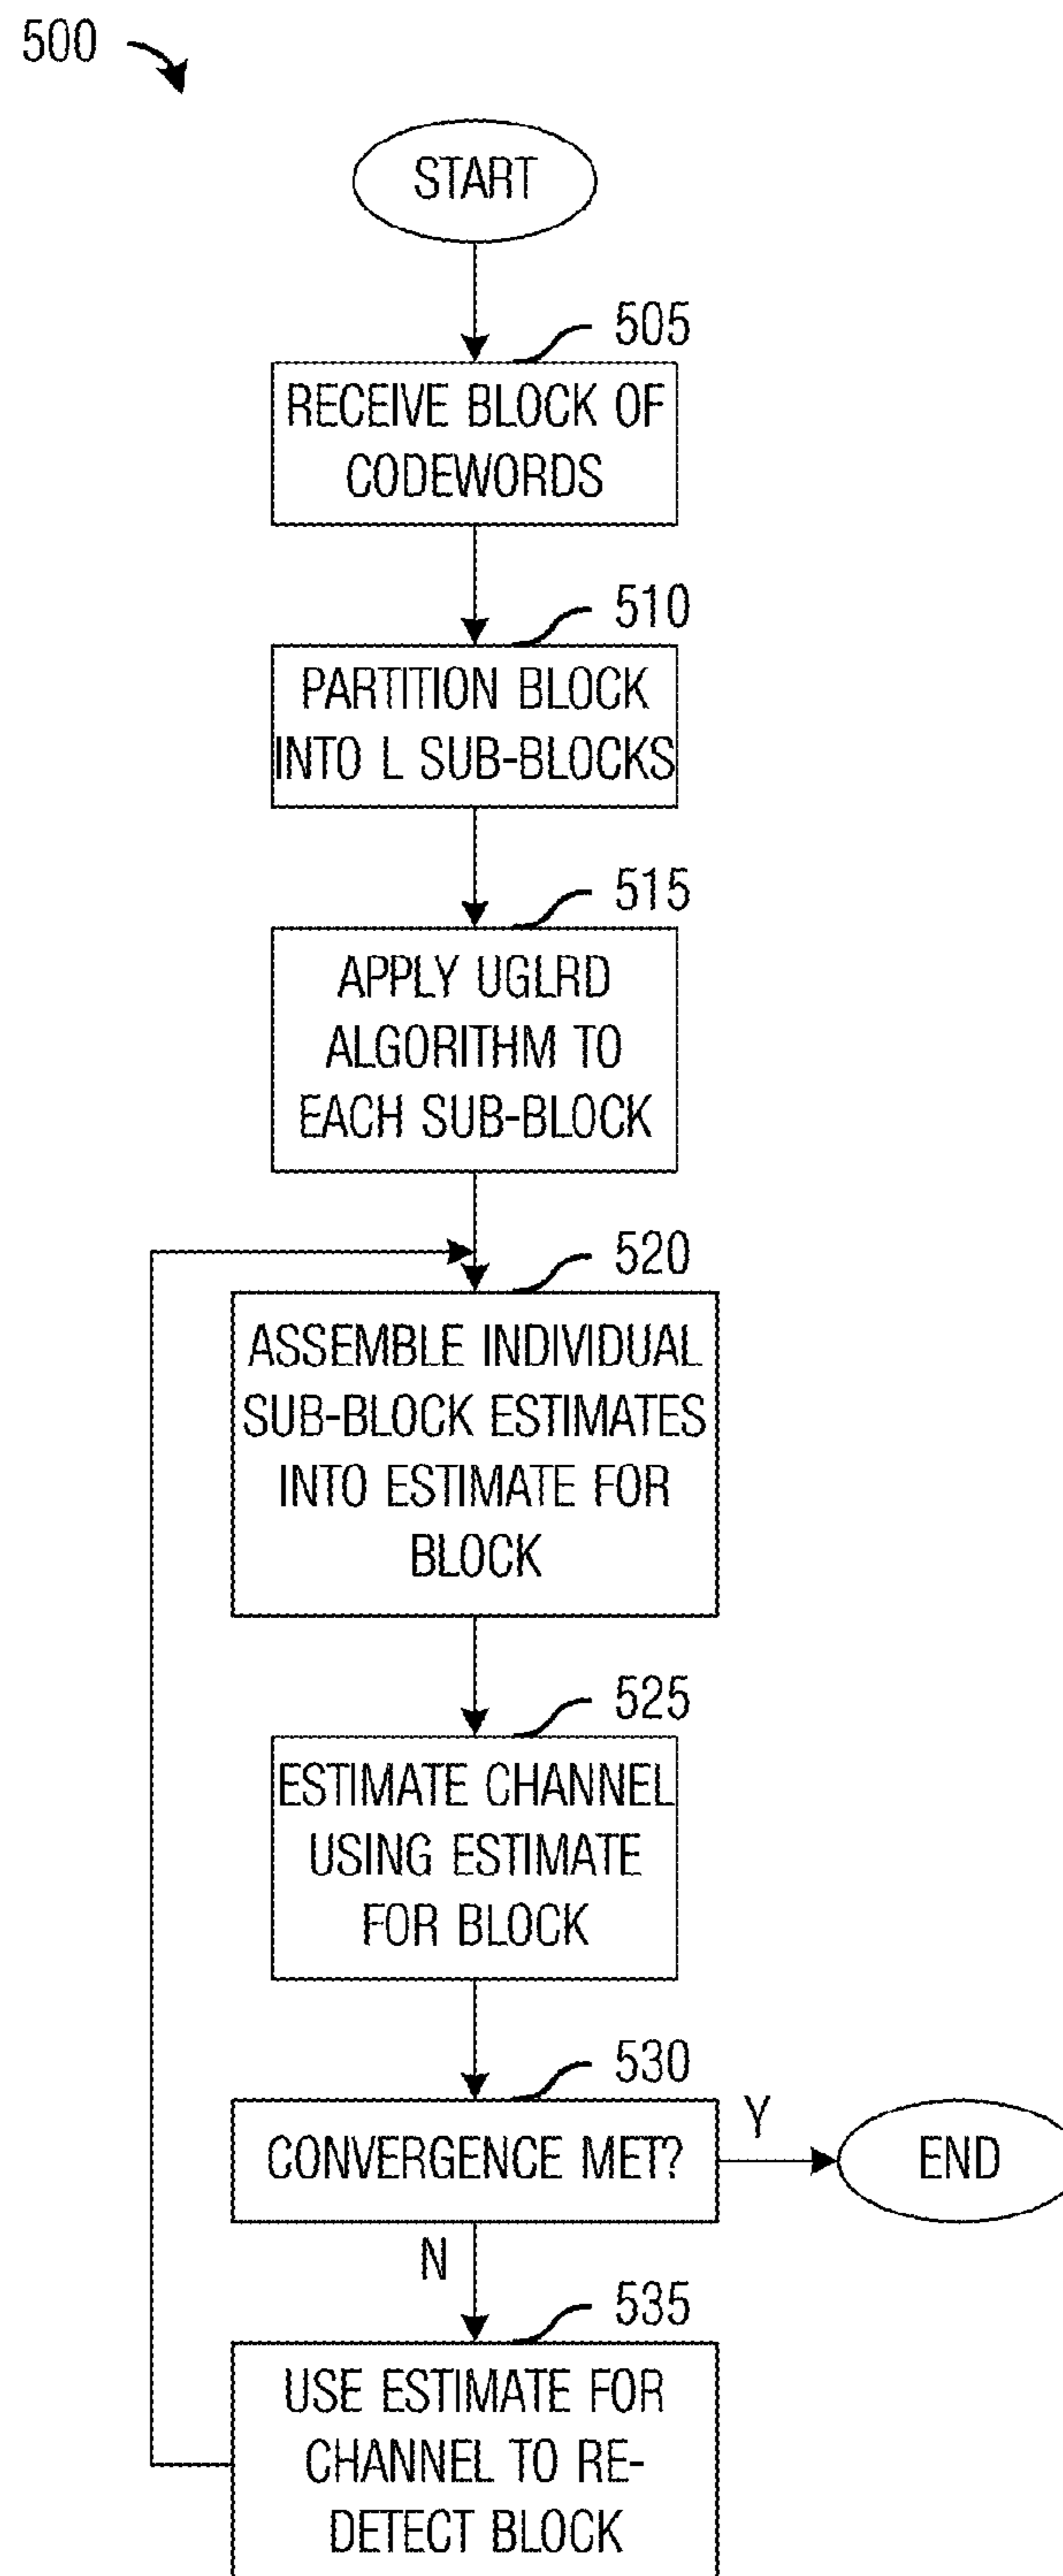 500
START
505
RECEIVE BLOCK OF
CODEWORDS
510
PARTITION BLOCK
INTO L SUB-BLOCKS
515
APPLY UGLRD
ALGORITHM TO
EACH SUB-BLOCK
520
ASSEMBLE INDIVIDUAL
SUB-BLOCK ESTIMATES
INTO ESTIMATE FOR
BLOCK
525
ESTIMATE CHANNEL
USING ESTIMATE
FOR BLOCK
530
CONVERGENCE MET?
Y
END
N
535
USE ESTIMATE FOR
CHANNEL TO RE-
DETECT BLOCK